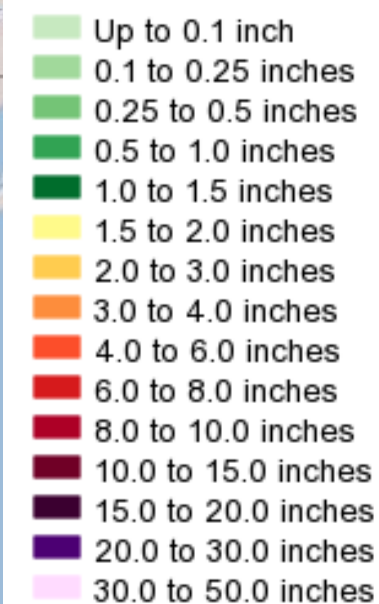 Up to 0.1 inch
0.1 to 0.25 inches
0.25 to 0.5 inches
0.5 to 1.0 inches
1.0 to 1.5 inches
1.5 to 2.0 inches
2.0 to 3.0 inches
3.0 to 4.0 inches
4.0 to 6.0 inches
6.0 to 8.0 inches
8.0 to 10.0 inches
10.0 to 15.0 inches
15.0 to 20.0 inches
20.0 to 30.0 inches
30.0 to 50.0 inches